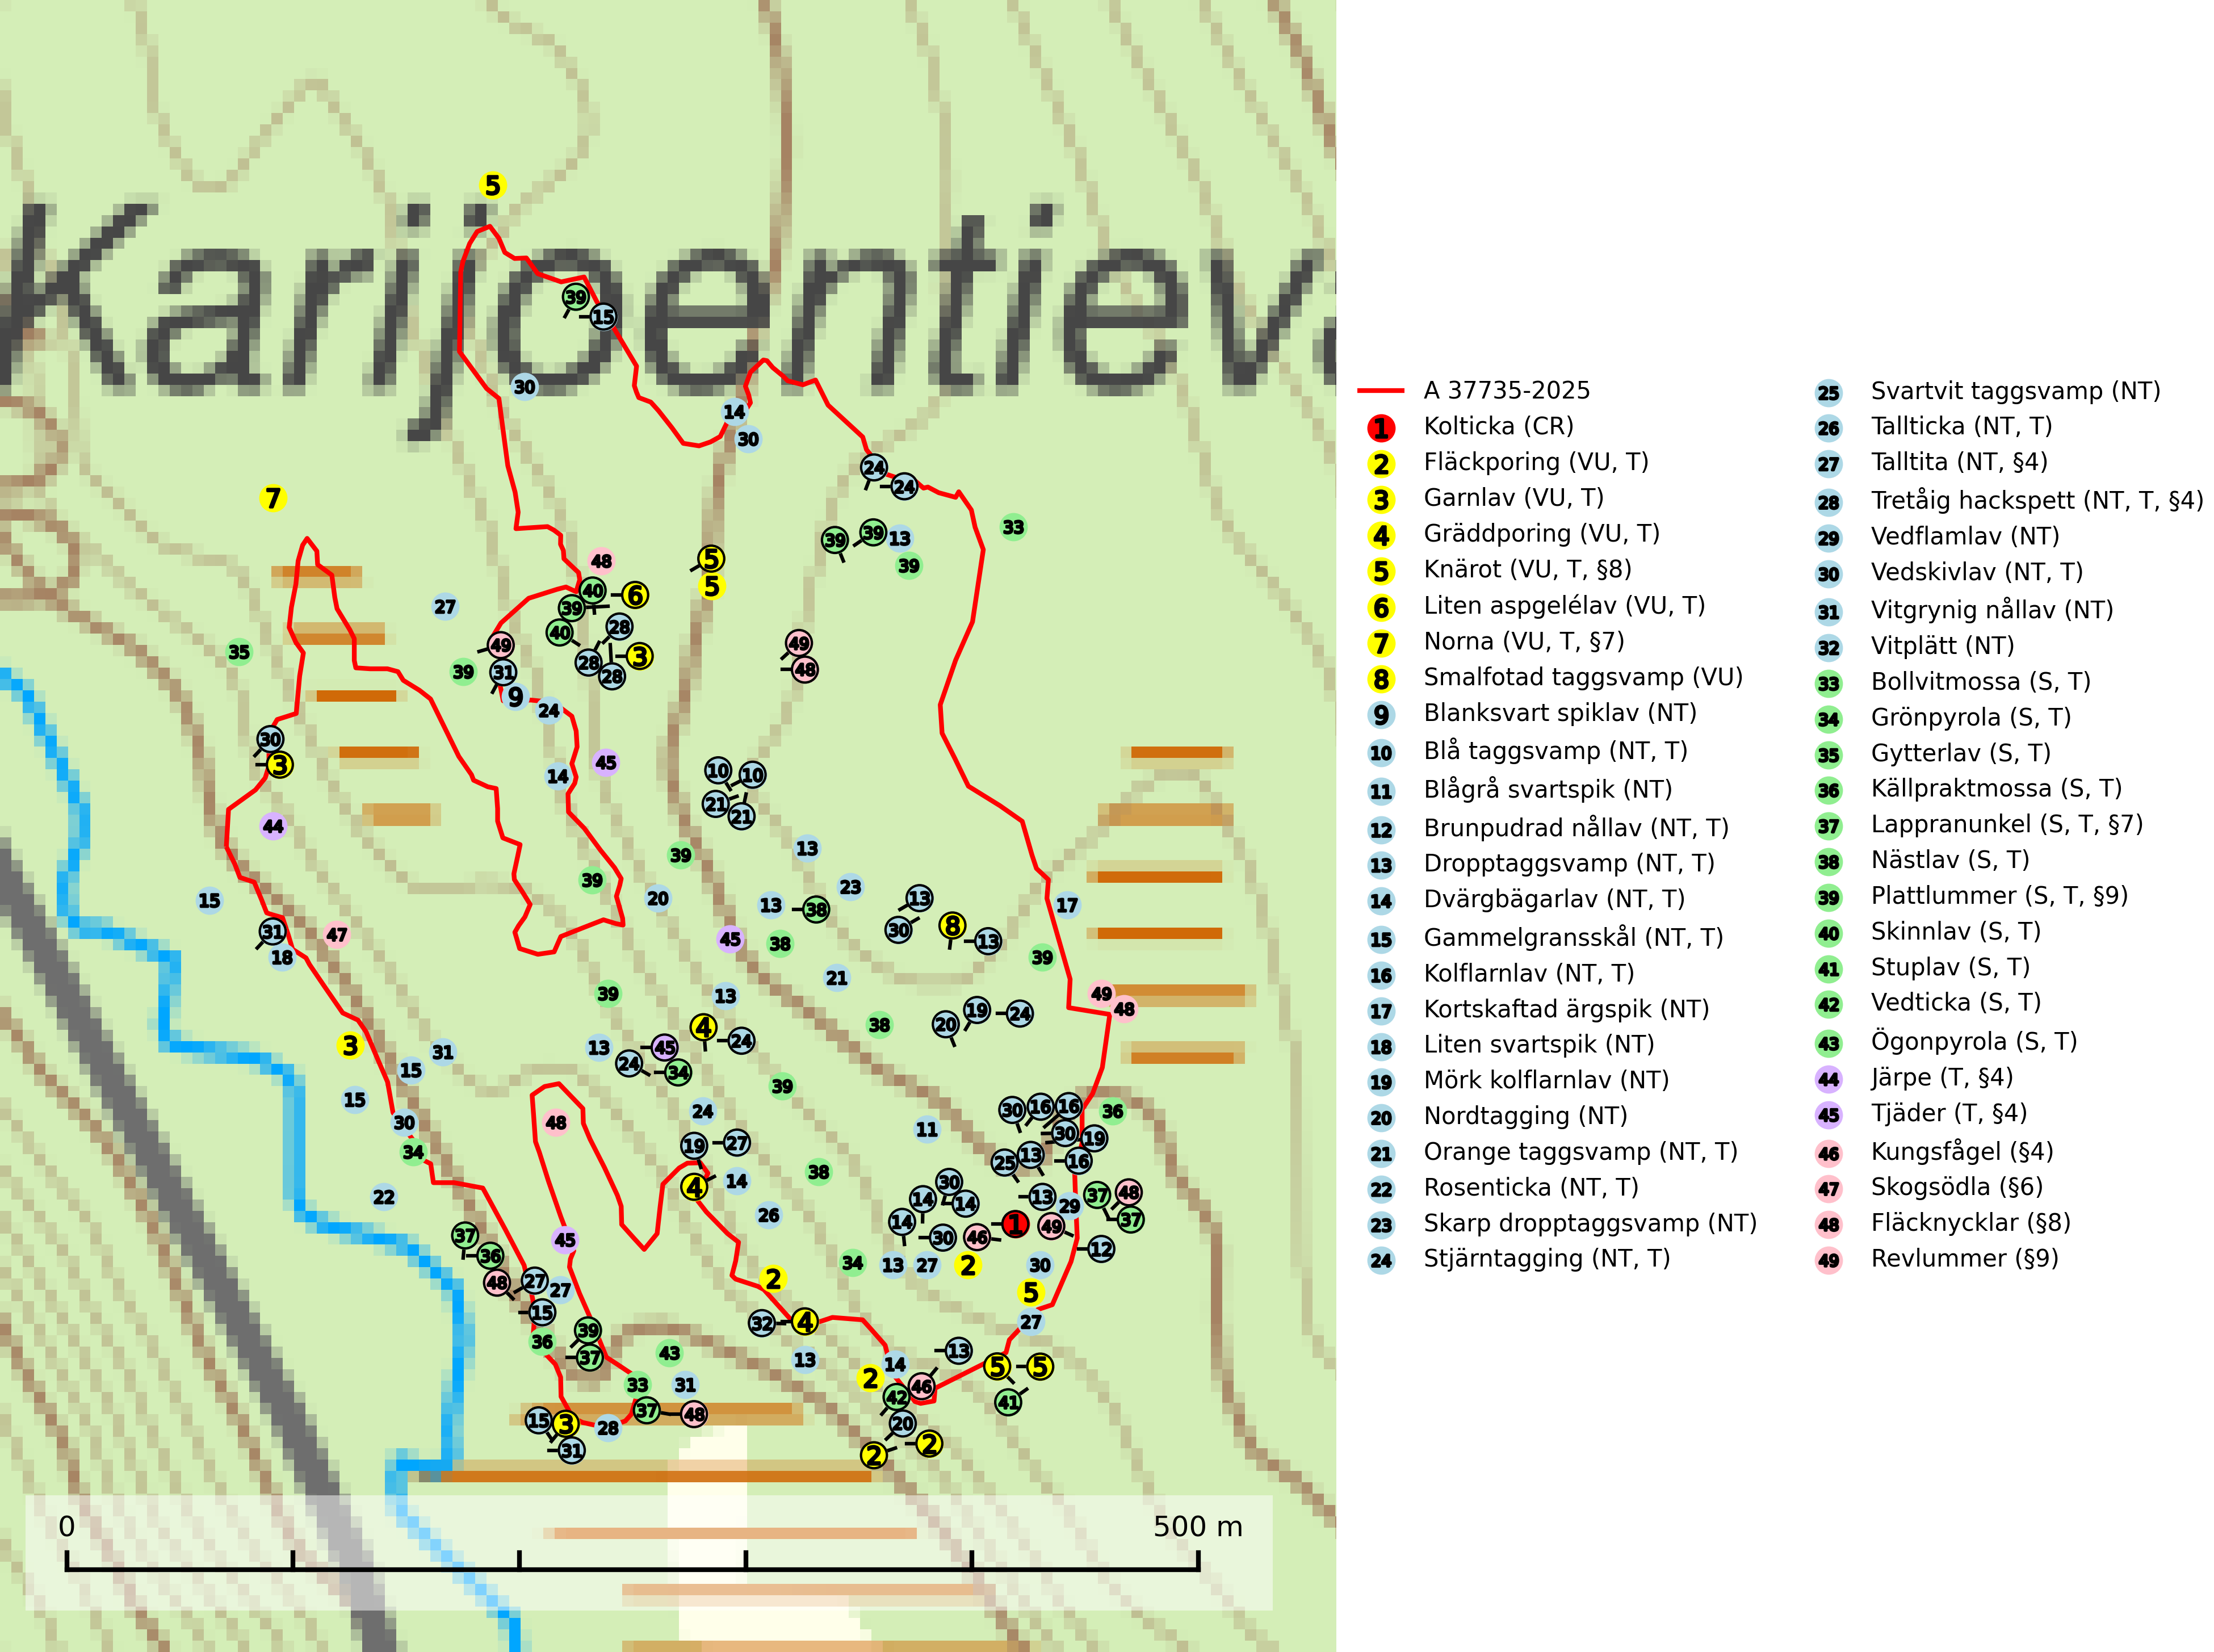 Karijoentiev
0
500 m
A 37735-2025
1 Kolticka (CR)
2 Fläckporing (VU, T)
3 Garnlav (VU, T)
4 Gräddporing (VU, T)
5 Knärot (VU, T, §8)
6 Liten aspgelélav (VU, T)
7 Norna (VU, T, §7)
8 Smalfotad taggsvamp (VU)
9 Blanksvart spiklav (NT)
10 Blå taggsvamp (NT, T)
11 Blågrå svartspik (NT)
12 Brunpudrad nållav (NT, T)
13 Dropptaggsvamp (NT, T)
14 Dvärgbägarlav (NT, T)
15 Gammelgransskål (NT, T)
16 Kolflarnlav (NT, T)
17 Kortskaftad ärgspik (NT)
18 Liten svartspik (NT)
19 Mörk kolflarnlav (NT)
20 Nordtagging (NT)
21 Orange taggsvamp (NT, T)
22 Rosenticka (NT, T)
23 Skarp dropptaggsvamp (NT)
24 Stjärntagging (NT, T)
25 Svartvit taggsvamp (NT)
26 Tallticka (NT, T)
27 Talltita (NT, §4)
28 Tretåig hackspett (NT, T, §4)
29 Vedflamlav (NT)
30 Vedskivlav (NT, T)
31 Vitgrynig nållav (NT)
32 Vitplätt (NT)
33 Bollvitmossa (S, T)
34 Grönpyrola (S, T)
35 Gytterlav (S, T)
36 Källpraktmossa (S, T)
37 Lappranunkel (S, T, §7)
38 Nästlav (S, T)
39 Plattlummer (S, T, §9)
40 Skinnlav (S, T)
41 Stuplav (S, T)
42 Vedticka (S, T)
43 Ögonpyrola (S, T)
44 Järpe (T, §4)
45 Tjäder (T, §4)
46 Kungsfågel (§4)
47 Skogsödla (§6)
48 Fläcknycklar (§8)
49 Revlummer (§9)